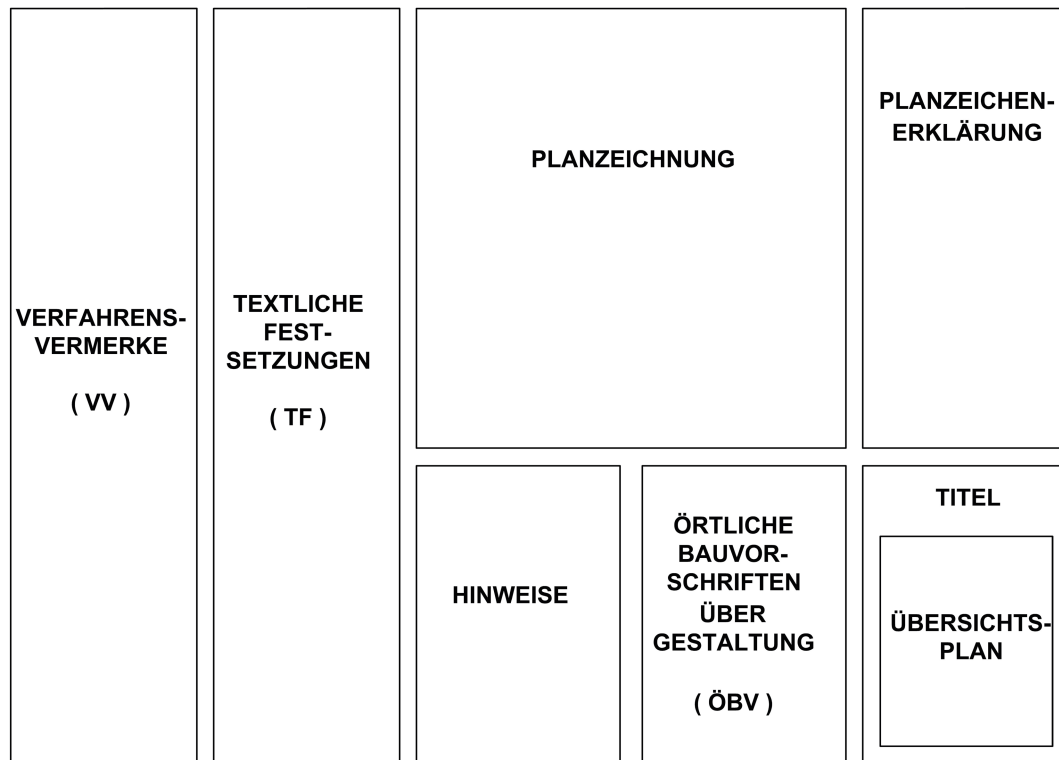 VERFAHRENS-
VERMERKE
( VV )
TEXTLICHE
FEST-
SETZUNGEN
( TF )
PLANZEICHNUNG
PLANZEICHEN-
ERKLÄRUNG
HINWEISE
ÖRTLICHE
BAUVOR-
SCHRIFTEN
ÜBER
GESTALTUNG
( ÖBV )
TITEL
ÜBERSICHTS-
PLAN